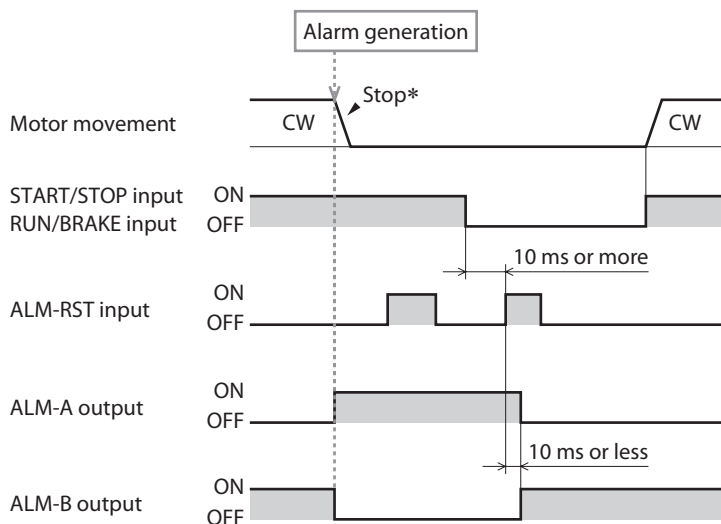 Alarm generation
Stop*
Motor movement
CW
CW
START/STOP input
RUN/BRAKE input
ON
OFF
10 ms or more
ALM-RST input
ON
OFF
ALM-A output
ON
OFF
10 ms or less
ALM-B output
ON
OFF